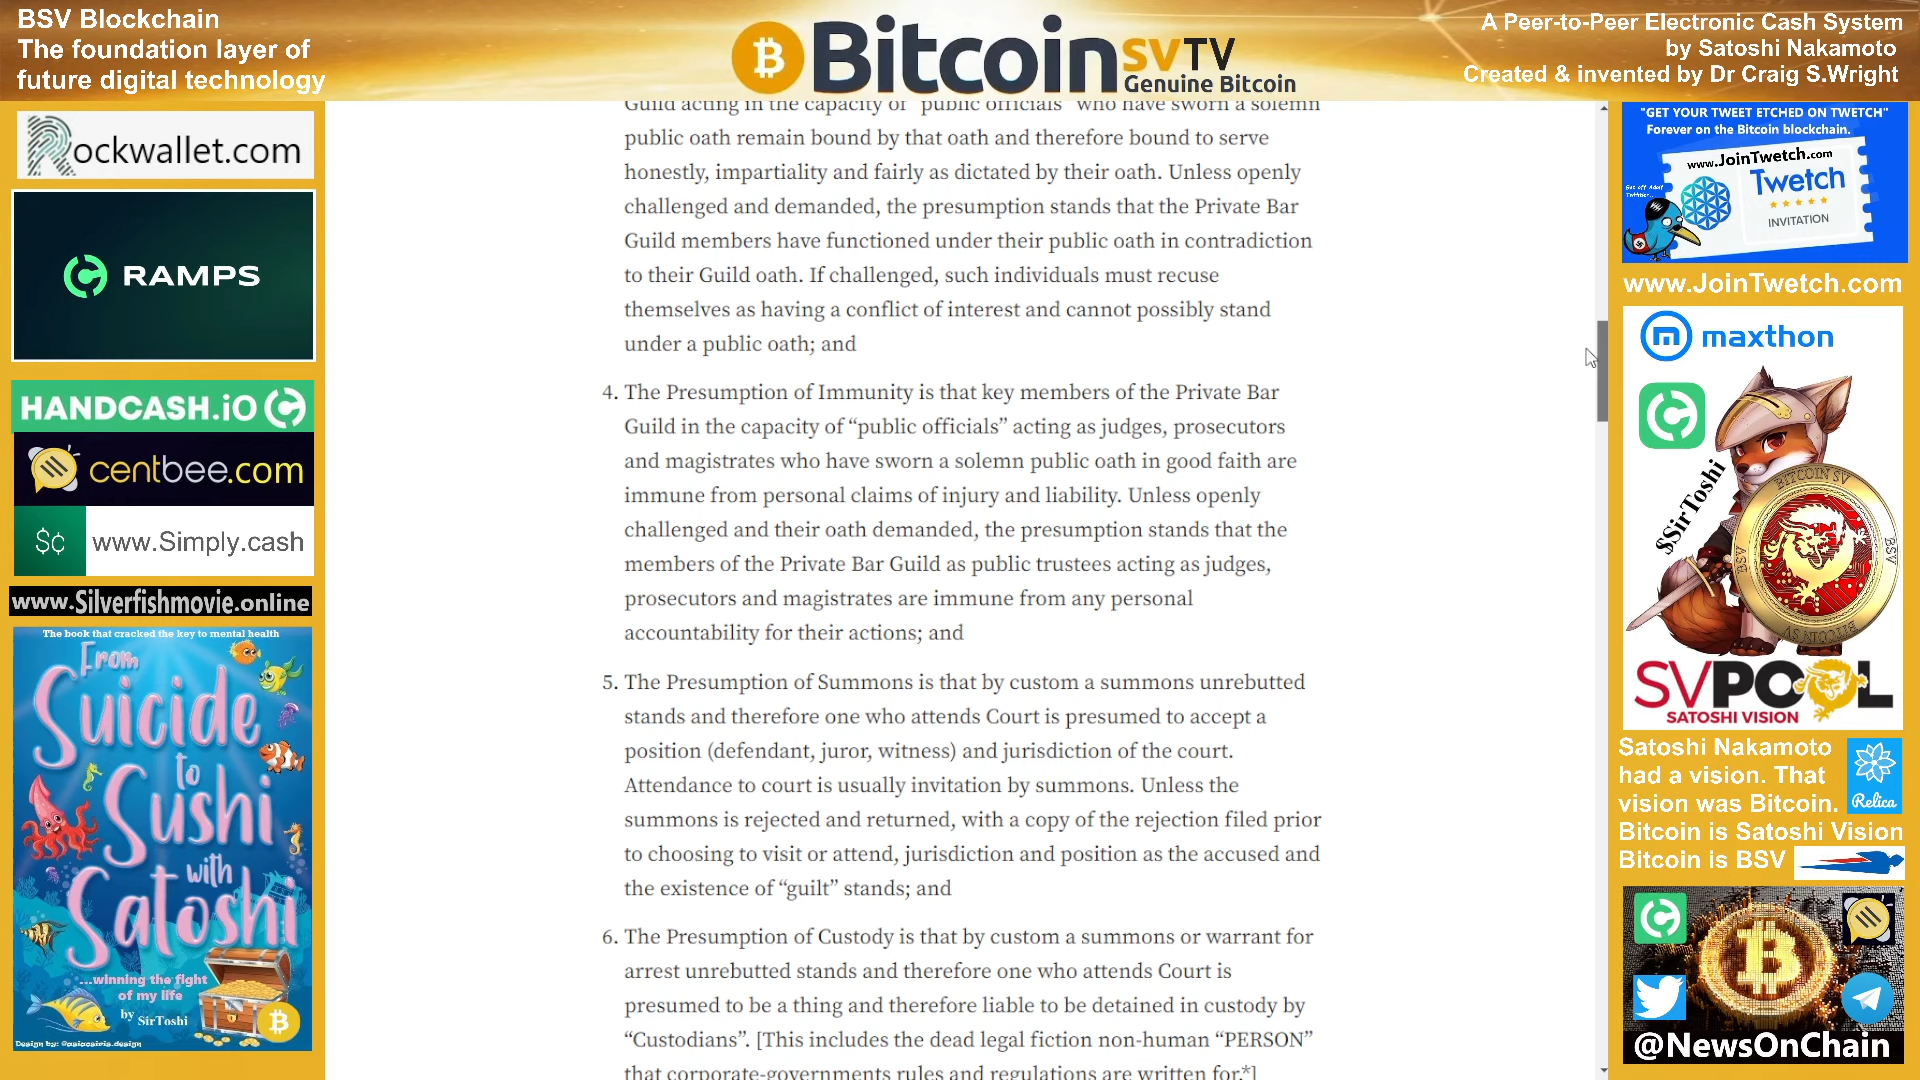 BSV Blockchain
The foundation layer of
future digital technology
Bitcoin SVTV
Genuine Bitcoin
A Peer-to-Peer Electronic Cash System
by Satoshi Nakamoto
Created & invented by Dr Craig S.Wright
Rockwallet.com
RAMPS
HANDCASH.iO
centbee.com
$¢ www.Simply.cash
www.Silverfishmovie.online
The book that cracked the key to mental health
From
Suicide
to
Sushi
with
Satoshi
...winning the fight
of my life
by SirToshi
Guild acting in the capacity of “public officials” who have sworn a solemn
public oath remain bound by that oath and therefore bound to serve
honestly, impartiality and fairly as dictated by their oath. Unless openly
challenged and demanded, the presumption stands that the Private Bar
Guild members have functioned under their public oath in contradiction
to their Guild oath. If challenged, such individuals must recuse
themselves as having a conflict of interest and cannot possibly stand
under a public oath; and
4. The Presumption of Immunity is that key members of the Private Bar
Guild in the capacity of “public officials” acting as judges, prosecutors
and magistrates who have sworn a solemn public oath in good faith are
immune from personal claims of injury and liability. Unless openly
challenged and their oath demanded, the presumption stands that the
members of the Private Bar Guild as public trustees acting as judges,
prosecutors and magistrates are immune from any personal
accountability for their actions; and
5. The Presumption of Summons is that by custom a summons unrebutted
stands and therefore one who attends Court is presumed to accept a
position (defendant, juror, witness) and jurisdiction of the court.
Attendance to court is usually invitation by summons. Unless the
summons is rejected and returned, with a copy of the rejection filed prior
to choosing to visit or attend, jurisdiction and position as the accused and
the existence of “guilt” stands; and
6. The Presumption of Custody is that by custom a summons or warrant for
arrest unrebutted stands and therefore one who attends Court is
presumed to be a thing and therefore liable to be detained in custody by
“Custodians”. [This includes the dead legal fiction non-human “PERSON”
that corporate-governments rules and regulations are written for.*]
"GET YOUR TWEET ETCHED ON TWETCH"
Forever on the Bitcoin blockchain.
www.JoinTwetch.com
Twetch
INVITATION
www.JoinTwetch.com
maxthon
$SirToshi
BITCOIN SV
BSV
SVPOOL
SATOSHI VISION
Satoshi Nakamoto
had a vision. That
vision was Bitcoin.
Relica
Bitcoin is Satoshi Vision
Bitcoin is BSV
@NewsOnChain